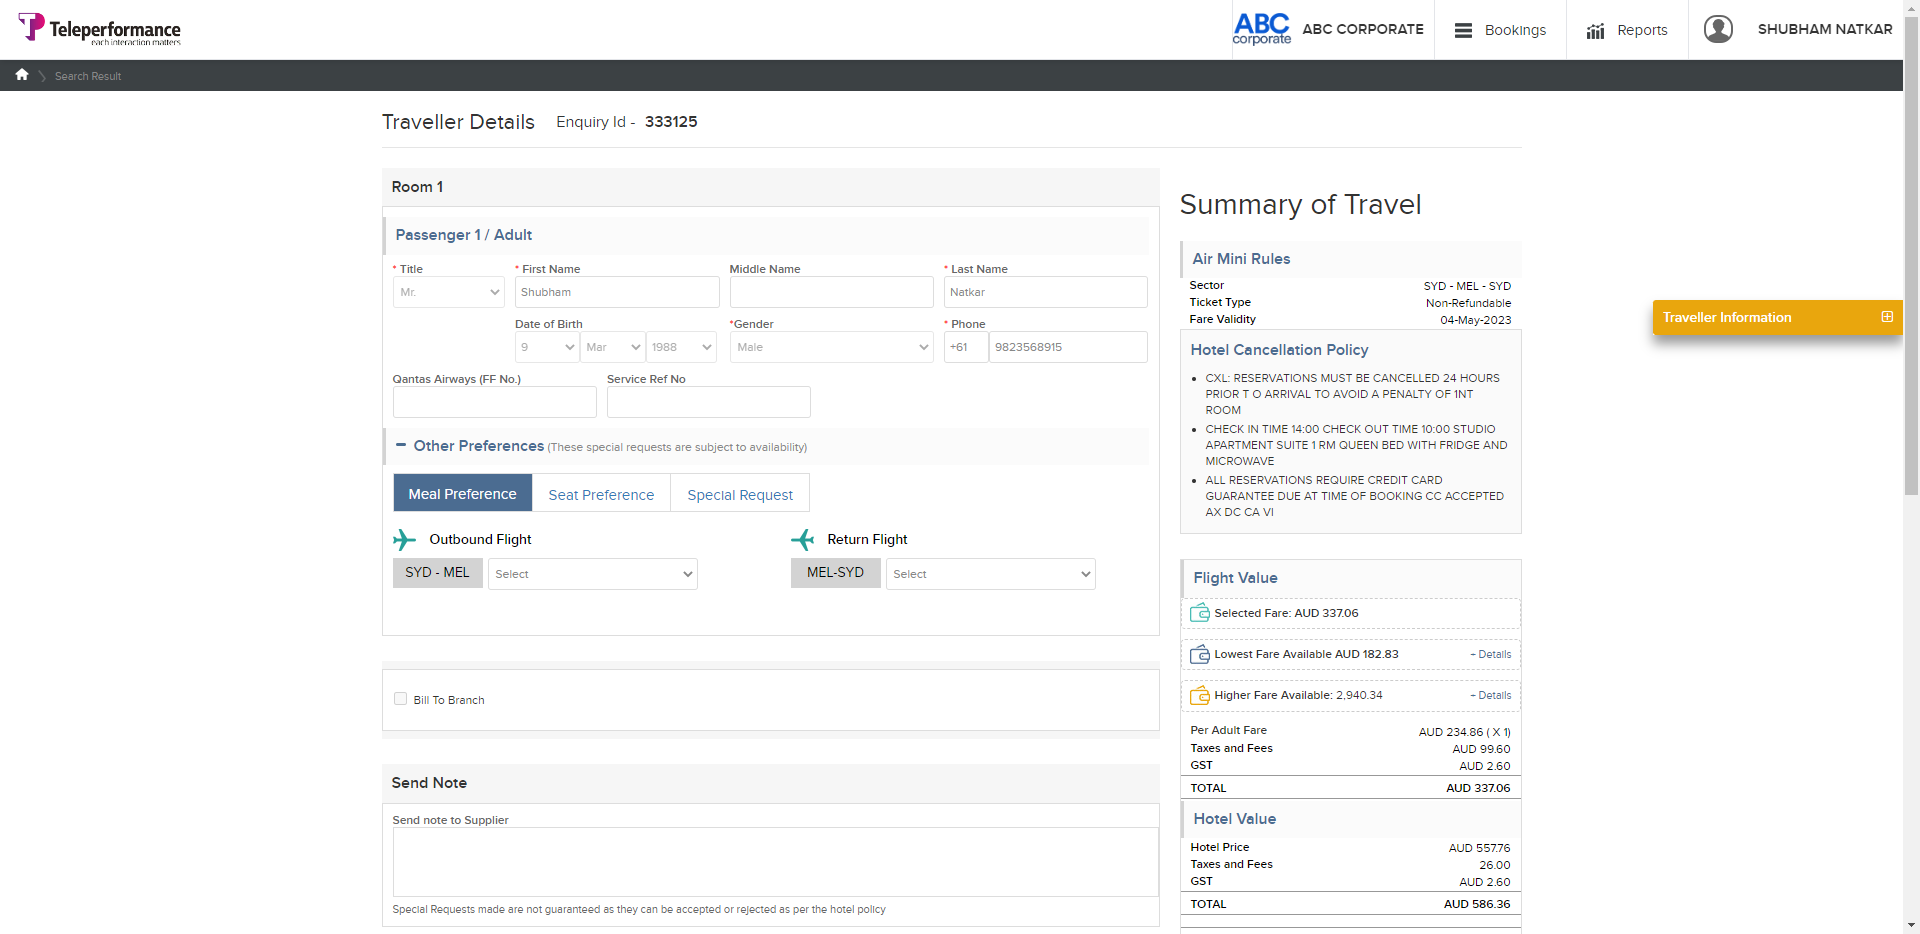 Teleperformance
each interaction matters
ABC
corporate
ABC CORPORATE
Bookings
Reports
SHUBHAM NATKAR
Search Result
Traveller Details
Enquiry Id - 333125
Room 1
Passenger 1 / Adult
* Title
* First Name
Middle Name
* Last Name
Mr.
Shubham
Natkar
Date of Birth
*Gender
* Phone
9
Mar
1988
Male
+61
9823568915
Qantas Airways (FF No.)
Service Ref No
Other Preferences (These special requests are subject to availability)
Meal Preference
Seat Preference
Special Request
Outbound Flight
Return Flight
SYD - MEL
Select
MEL-SYD
Select
Bill To Branch
Send Note
Send note to Supplier
Special Requests made are not guaranteed as they can be accepted or rejected as per the hotel policy
Summary of Travel
Air Mini Rules
Sector SYD - MEL - SYD
Ticket Type Non-Refundable
Fare Validity 04-May-2023
Hotel Cancellation Policy
• CXL: RESERVATIONS MUST BE CANCELLED 24 HOURS
PRIOR T O ARRIVAL TO AVOID A PENALTY OF 1NT
ROOM
• CHECK IN TIME 14:00 CHECK OUT TIME 10:00 STUDIO
APARTMENT SUITE 1 RM QUEEN BED WITH FRIDGE AND
MICROWAVE
• ALL RESERVATIONS REQUIRE CREDIT CARD
GUARANTEE DUE AT TIME OF BOOKING CC ACCEPTED
AX DC CA VI
Flight Value
Selected Fare: AUD 337.06
Lowest Fare Available AUD 182.83 + Details
Higher Fare Available: 2,940.34 + Details
Per Adult Fare AUD 234.86 ( X 1)
Taxes and Fees AUD 99.60
GST AUD 2.60
TOTAL AUD 337.06
Hotel Value
Hotel Price AUD 557.76
Taxes and Fees 26.00
GST AUD 2.60
TOTAL AUD 586.36
Traveller Information